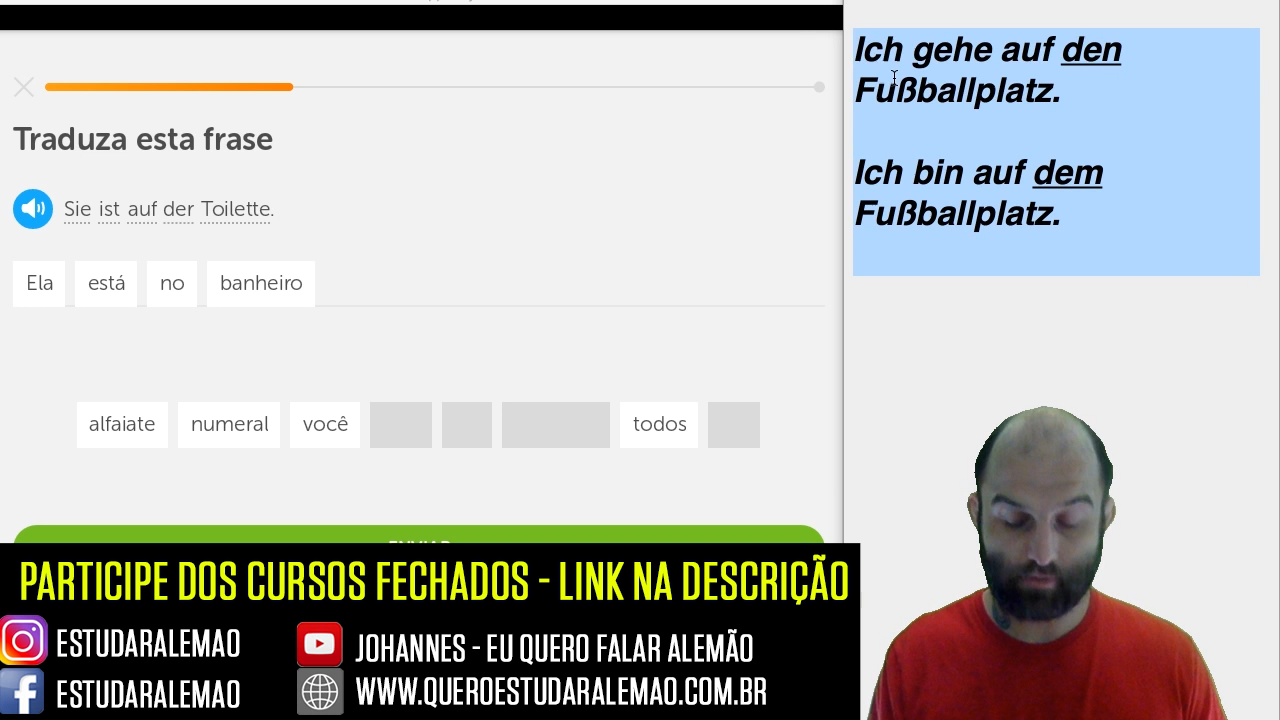 Traduza esta frase
Sie ist auf der Toilette.
Ela está no banheiro
alfaiate numeral você todos
PARTICIPE DOS CURSOS FECHADOS - LINK NA DESCRIÇÃO
ESTUDARALEMAO
JOHANNES - EU QUERO FALAR ALEMÃO
ESTUDARALEMAO
WWW.QUEROESTUDARALEMAO.COM.BR
Ich gehe auf den
Fußballplatz.
Ich bin auf dem
Fußballplatz.